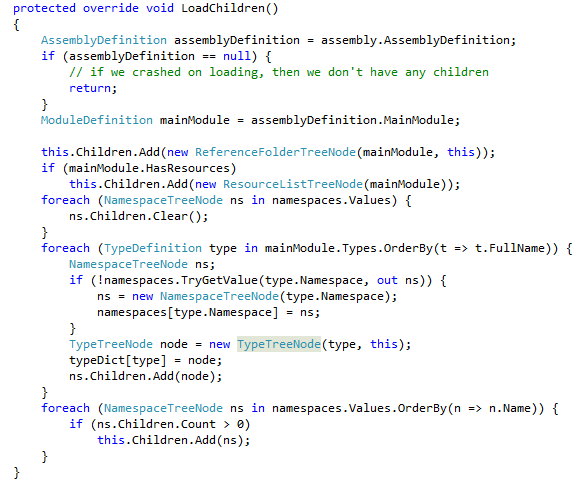 protected override void LoadChildren()
{
    AssemblyDefinition assemblyDefinition = assembly.AssemblyDefinition;
    if (assemblyDefinition == null) {
        // if we crashed on loading, then we don't have any children
        return;
    }
    ModuleDefinition mainModule = assemblyDefinition.MainModule;

    this.Children.Add(new ReferenceFolderTreeNode(mainModule, this));
    if (mainModule.HasResources)
        this.Children.Add(new ResourceListTreeNode(mainModule));
    foreach (NamespaceTreeNode ns in namespaces.Values) {
        ns.Children.Clear();
    }
    foreach (TypeDefinition type in mainModule.Types.OrderBy(t => t.FullName)) {
        NamespaceTreeNode ns;
        if (!namespaces.TryGetValue(type.Namespace, out ns)) {
            ns = new NamespaceTreeNode(type.Namespace);
            namespaces[type.Namespace] = ns;
        }
        TypeTreeNode node = new TypeTreeNode(type, this);
        typeDict[type] = node;
        ns.Children.Add(node);
    }
    foreach (NamespaceTreeNode ns in namespaces.Values.OrderBy(n => n.Name)) {
        if (ns.Children.Count > 0)
            this.Children.Add(ns);
    }
}